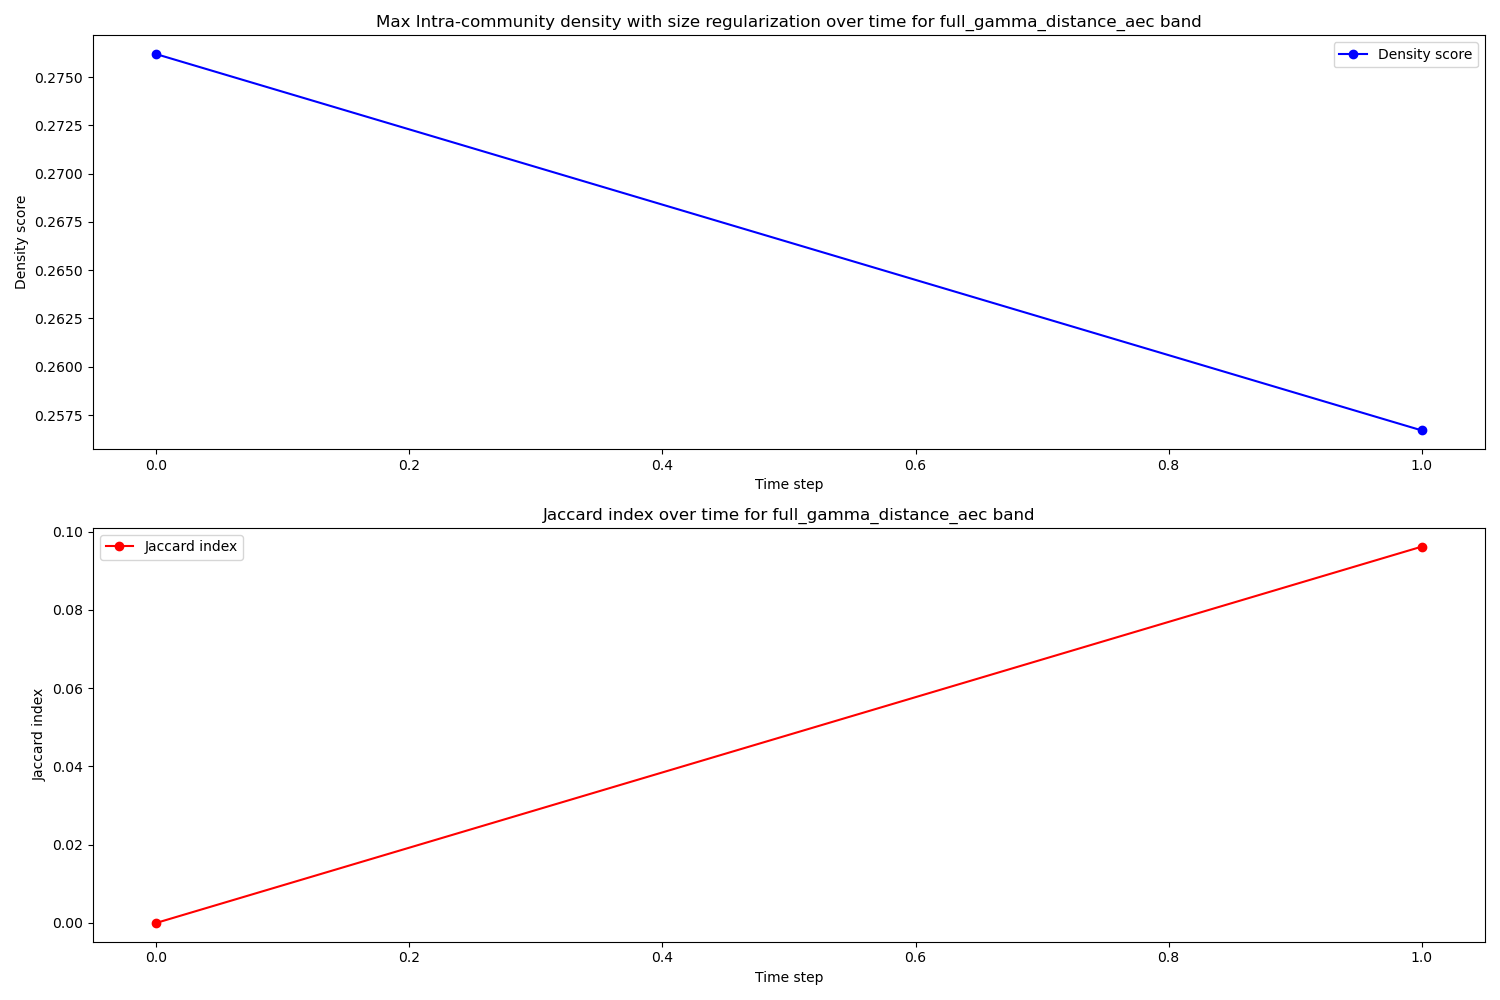 Max Intra-community density with size regularization over time for full_gamma_distance_aec band
Density score
0.2750
0.2725
0.2700
0.2675
0.2650
0.2625
0.2600
0.2575
Density score
0.0 0.2 0.4 0.6 0.8 1.0
Time step
Jaccard index over time for full_gamma_distance_aec band
Jaccard index
0.10
0.08
0.06
0.04
0.02
0.00
Jaccard index
0.0 0.2 0.4 0.6 0.8 1.0
Time step